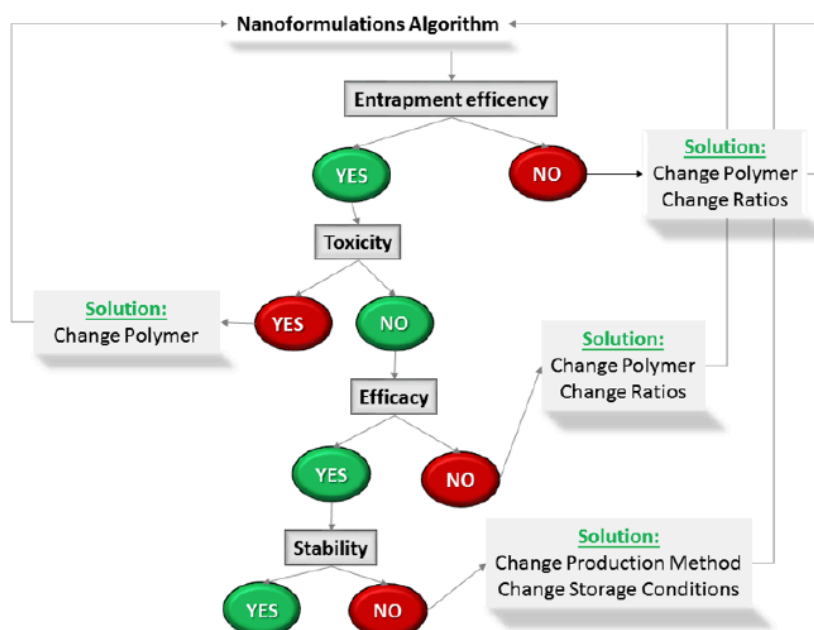 Nanoformulations Algorithm
Entrapment efficency
YES
NO
Solution:
Change Polymer
Change Ratios
Toxicity
Solution:
Change Polymer
YES
NO
Solution:
Change Polymer
Change Ratios
Efficacy
YES
NO
Stability
Solution:
Change Production Method
Change Storage Conditions
YES
NO